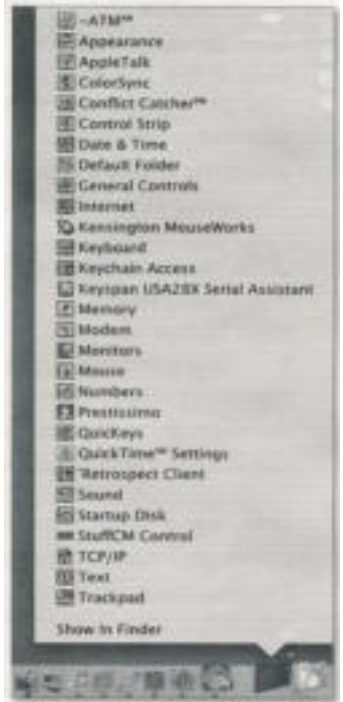 ~ATM™
Appearance
AppleTalk
ColorSync
Conflict Catcher™
Control Strip
Date & Time
Default Folder
General Controls
Internet
Kensington MouseWorks
Keyboard
Keychain Access
Keyspan USA28X Serial Assistant
Memory
Modem
Monitors
Mouse
Numbers
Prestissimo
QuicKeys
QuickTime™ Settings
'Retrospect Client
Sound
Startup Disk
StuffCM Control
TCP/IP
Text
Trackpad
Show In Finder